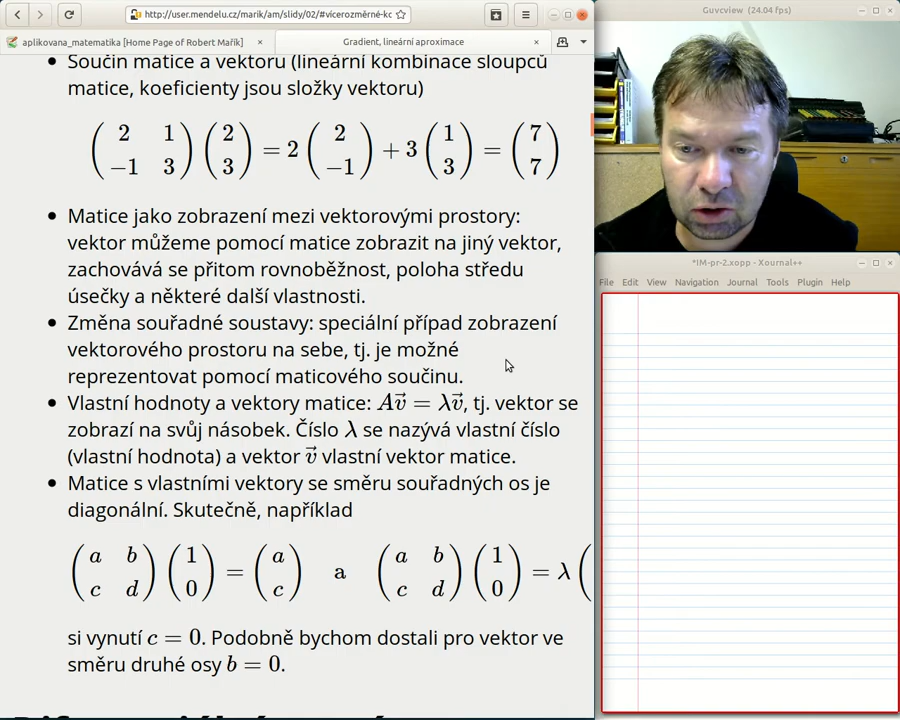 http://user.mendelu.cz/marik/am/slidy/02/#vícerozměrné-kc
Guvcview (24.04 fps)
aplikovana_matematika [Home Page of Robert Mařík] ×
Gradient, lineární aproximace ×
Součin matice a vektoru (lineární kombinace sloupců
matice, koeficienty jsou složky vektoru)
(2 1; −1 3)(2; 3) = 2(2; −1) + 3(1; 3) = (7; 7)
Matice jako zobrazení mezi vektorovými prostory:
vektor můžeme pomocí matice zobrazit na jiný vektor,
zachovává se přitom rovnoběžnost, poloha středu
úsečky a některé další vlastnosti.
Změna souřadné soustavy: speciální případ zobrazení
vektorového prostoru na sebe, tj. je možné
reprezentovat pomocí maticového součinu.
Vlastní hodnoty a vektory matice: Av⃗ = λv⃗, tj. vektor se
zobrazí na svůj násobek. Číslo λ se nazývá vlastní číslo
(vlastní hodnota) a vektor v⃗ vlastní vektor matice.
Matice s vlastními vektory se směru souřadných os je
diagonální. Skutečně, například
(a b; c d)(1; 0) = (a; c) a (a b; c d)(1; 0) = λ(
si vynutí c = 0. Podobně bychom dostali pro vektor ve
směru druhé osy b = 0.
*IM-pr-2.xopp - Xournal++
File Edit View Navigation Journal Tools Plugin Help